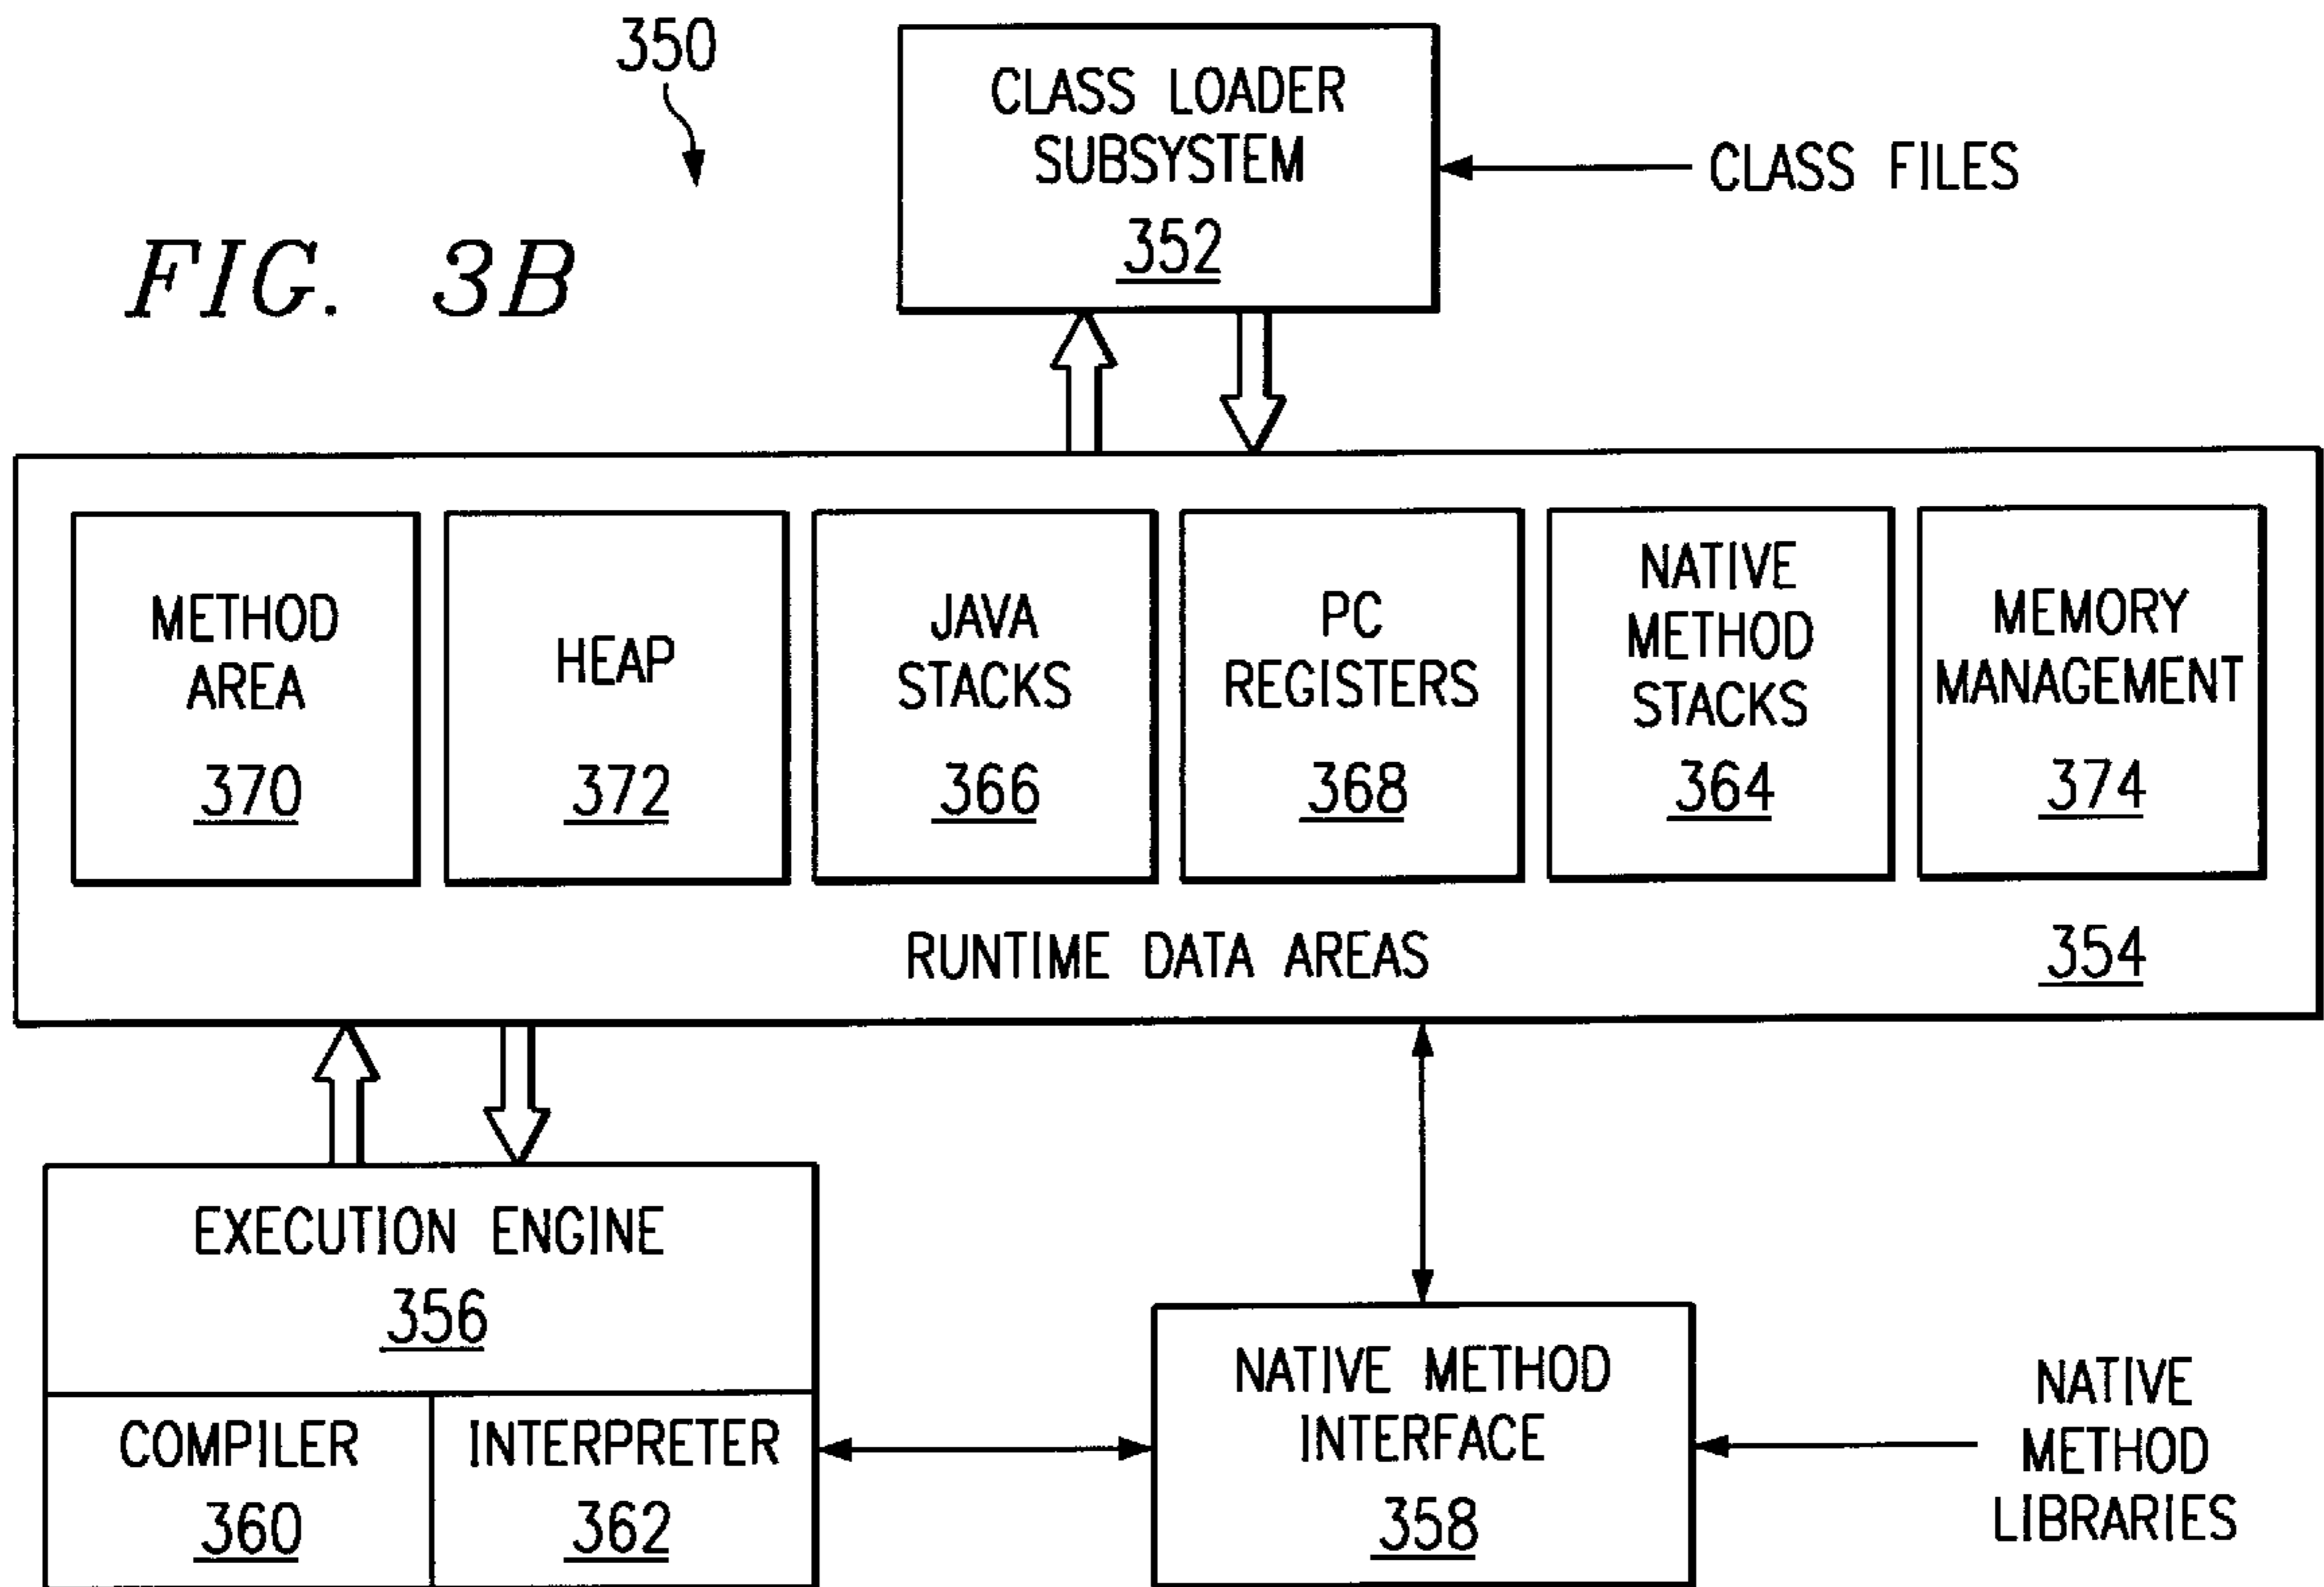 350
CLASS LOADER
SUBSYSTEM
352
CLASS FILES
FIG. 3B
METHOD
AREA
370
HEAP
372
JAVA
STACKS
366
PC
REGISTERS
368
NATIVE
METHOD
STACKS
364
MEMORY
MANAGEMENT
374
RUNTIME DATA AREAS
354
EXECUTION ENGINE
356
COMPILER
360
INTERPRETER
362
NATIVE METHOD
INTERFACE
358
NATIVE
METHOD
LIBRARIES